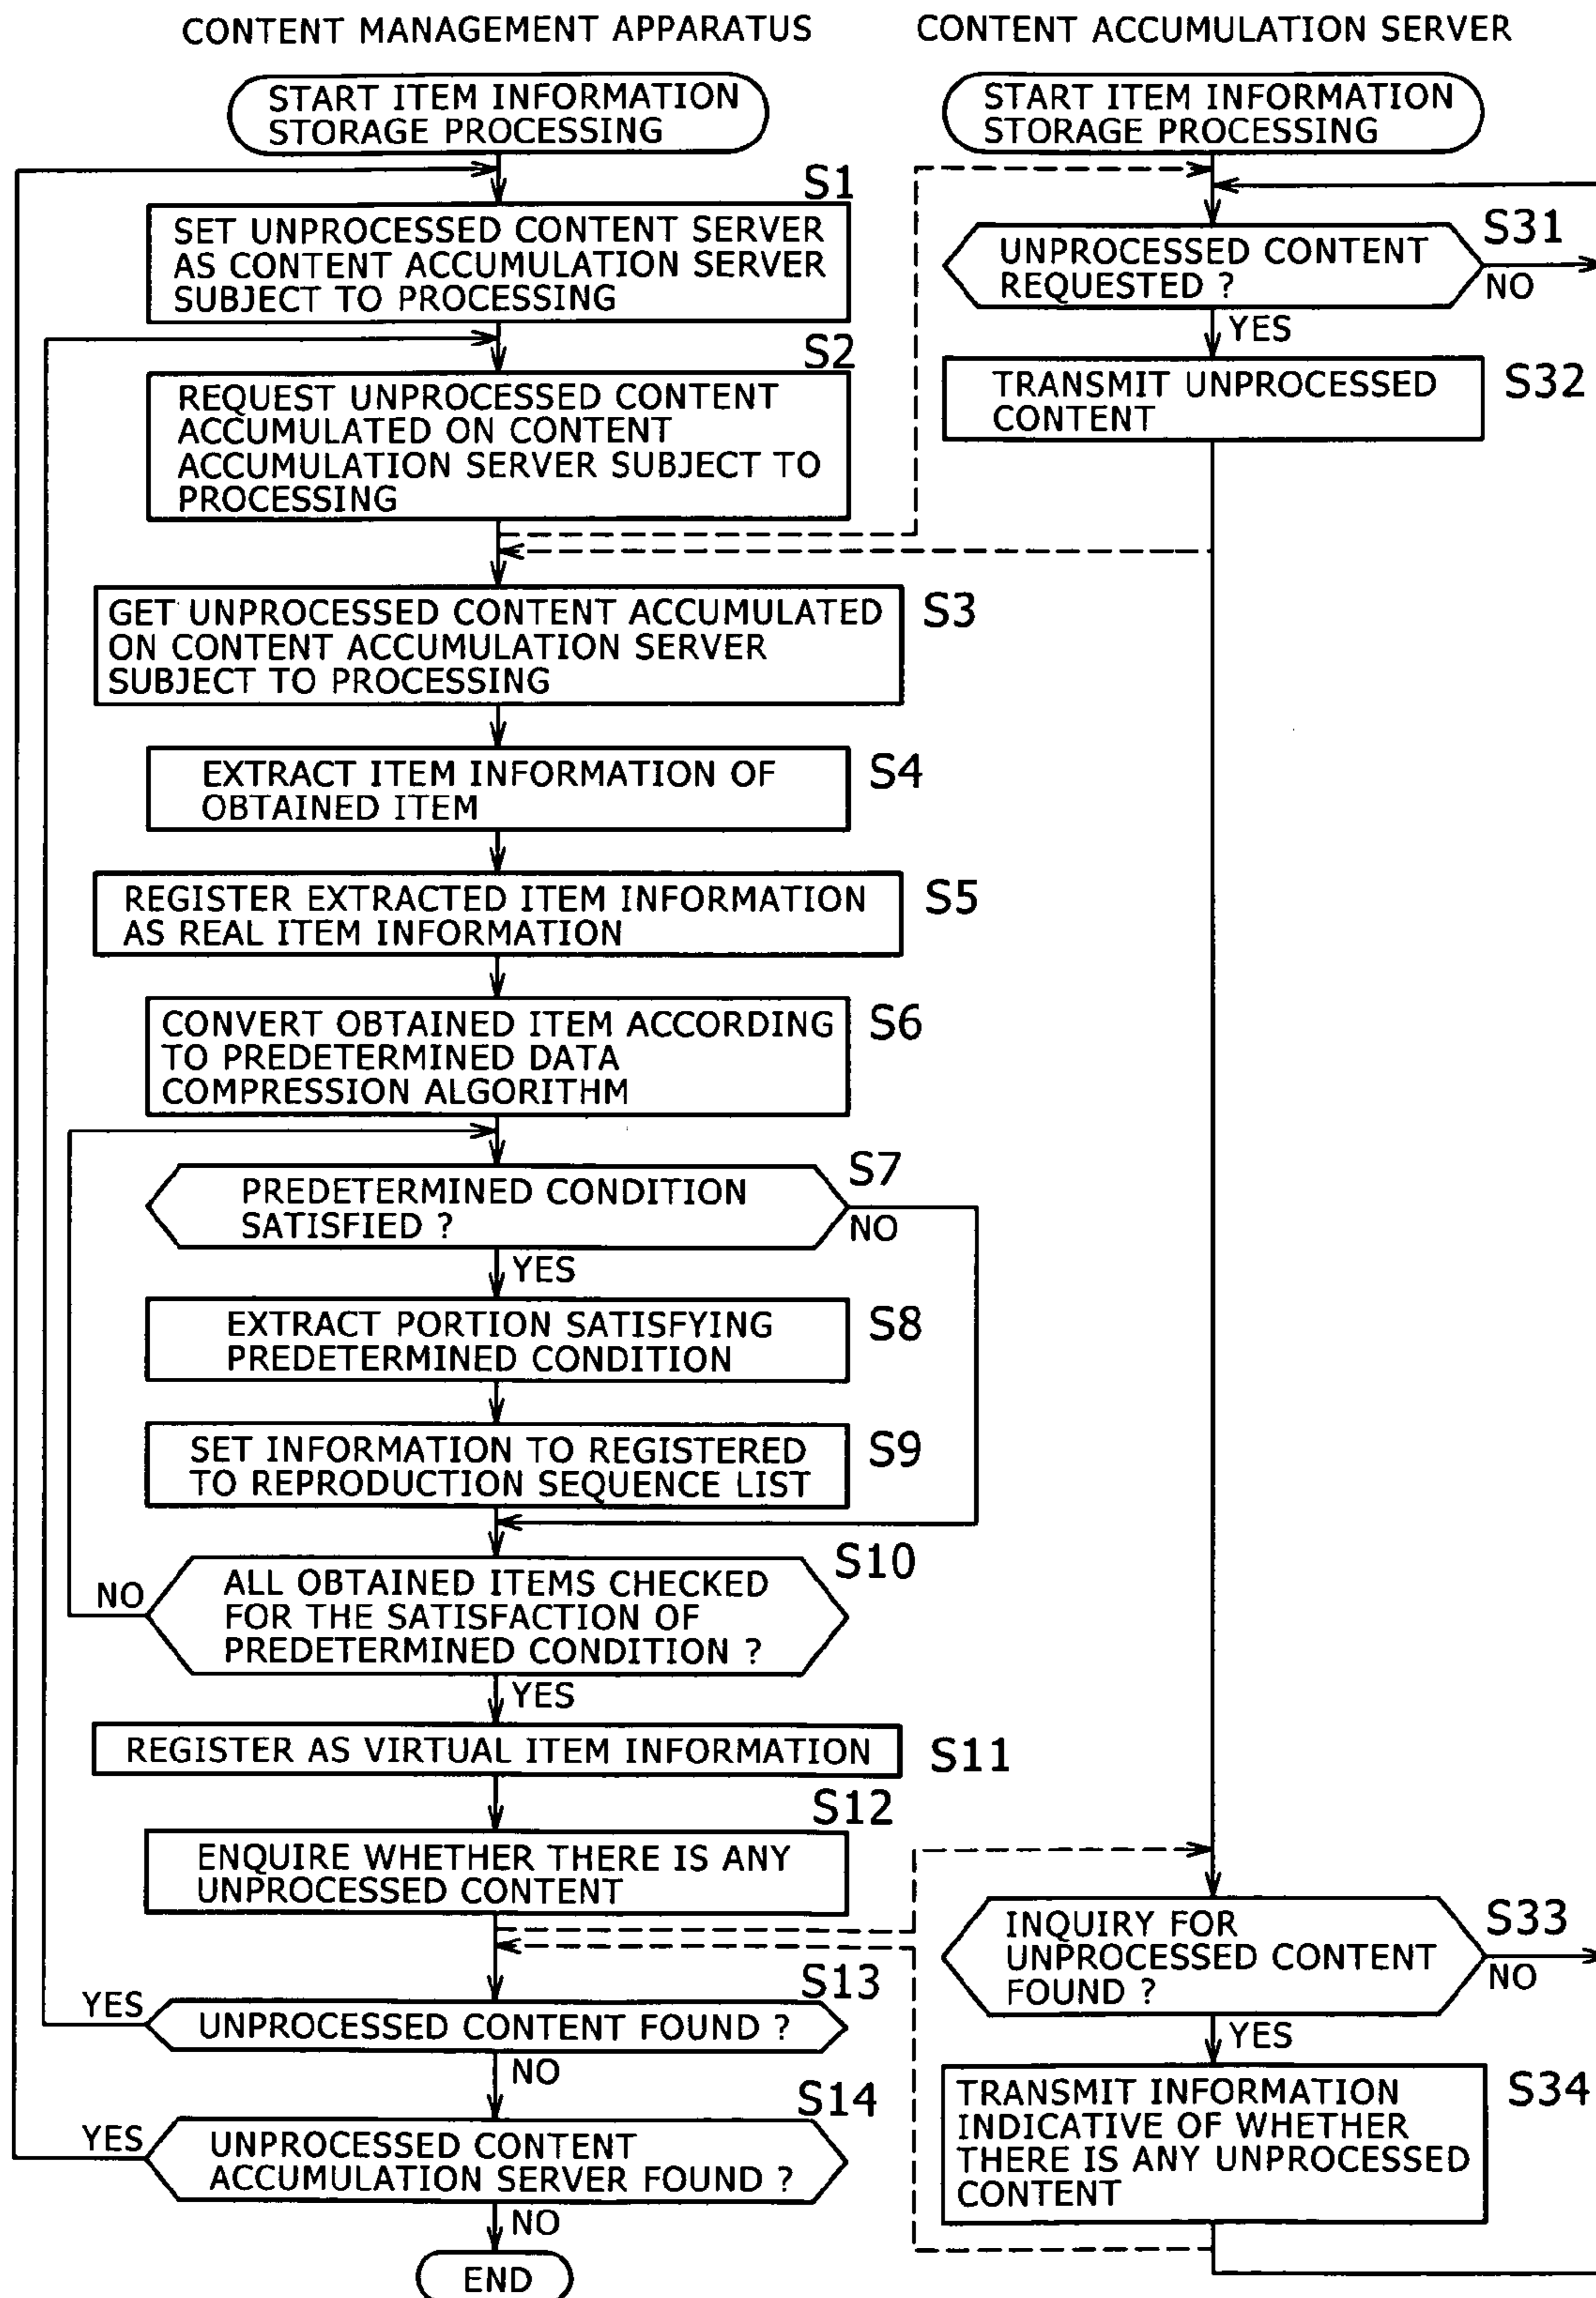 CONTENT MANAGEMENT APPARATUS
START ITEM INFORMATION
STORAGE PROCESSING
S1
SET UNPROCESSED CONTENT SERVER
AS CONTENT ACCUMULATION SERVER
SUBJECT TO PROCESSING
S2
REQUEST UNPROCESSED CONTENT
ACCUMULATED ON CONTENT
ACCUMULATION SERVER SUBJECT TO
PROCESSING
GET UNPROCESSED CONTENT ACCUMULATED
ON CONTENT ACCUMULATION SERVER
SUBJECT TO PROCESSING
S3
EXTRACT ITEM INFORMATION OF
OBTAINED ITEM
S4
REGISTER EXTRACTED ITEM INFORMATION
AS REAL ITEM INFORMATION
S5
CONVERT OBTAINED ITEM ACCORDING
TO PREDETERMINED DATA
COMPRESSION ALGORITHM
S6
S7
PREDETERMINED CONDITION
SATISFIED ?
NO
YES
EXTRACT PORTION SATISFYING
PREDETERMINED CONDITION
S8
SET INFORMATION TO REGISTERED
TO REPRODUCTION SEQUENCE LIST
S9
S10
ALL OBTAINED ITEMS CHECKED
FOR THE SATISFACTION OF
PREDETERMINED CONDITION ?
NO
YES
REGISTER AS VIRTUAL ITEM INFORMATION
S11
S12
ENQUIRE WHETHER THERE IS ANY
UNPROCESSED CONTENT
S13
YES
UNPROCESSED CONTENT FOUND ?
NO
S14
YES
UNPROCESSED CONTENT
ACCUMULATION SERVER FOUND ?
NO
END
CONTENT ACCUMULATION SERVER
START ITEM INFORMATION
STORAGE PROCESSING
S31
UNPROCESSED CONTENT
REQUESTED ?
NO
YES
TRANSMIT UNPROCESSED
CONTENT
S32
S33
INQUIRY FOR
UNPROCESSED CONTENT
FOUND ?
NO
YES
TRANSMIT INFORMATION
INDICATIVE OF WHETHER
THERE IS ANY UNPROCESSED
CONTENT
S34